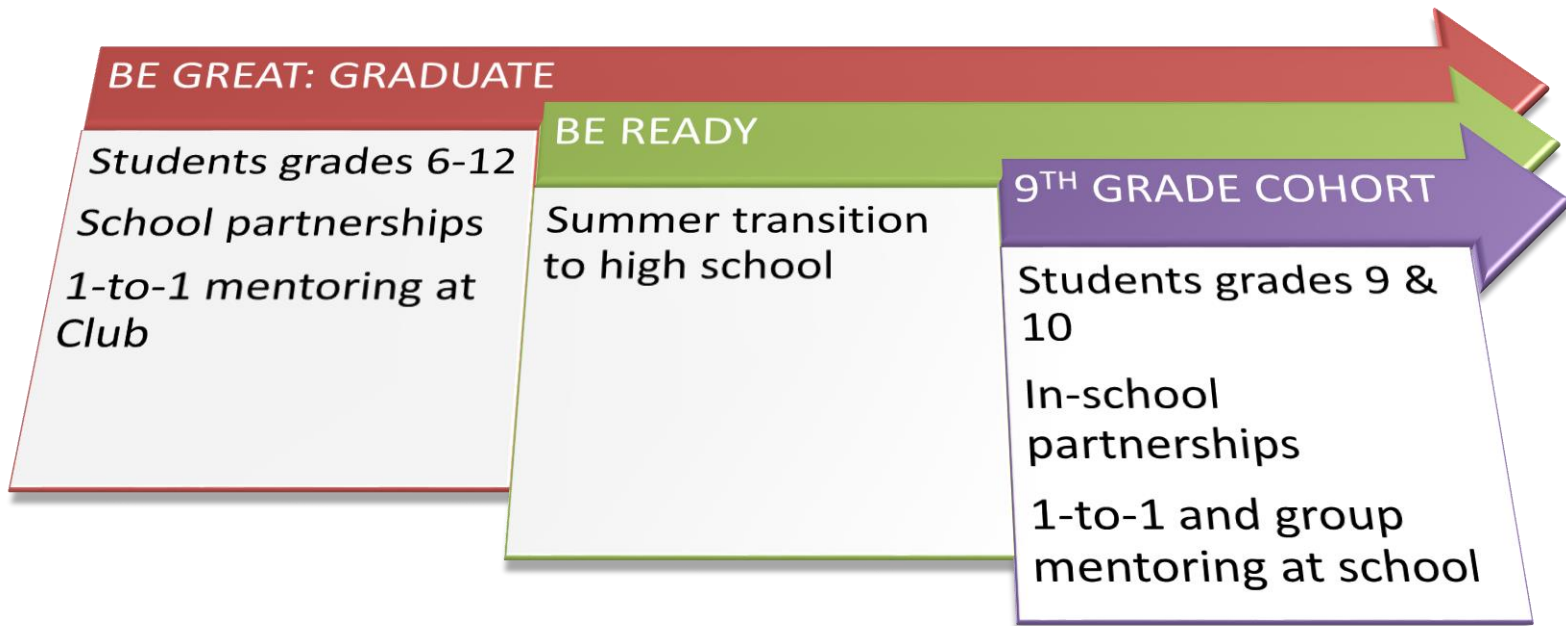 BE GREAT: GRADUATE
Students grades 6-12
School partnerships
1-to-1 mentoring at
Club
BE READY
Summer transition
to high school
9TH GRADE COHORT
Students grades 9 &
10
In-school
partnerships
1-to-1 and group
mentoring at school